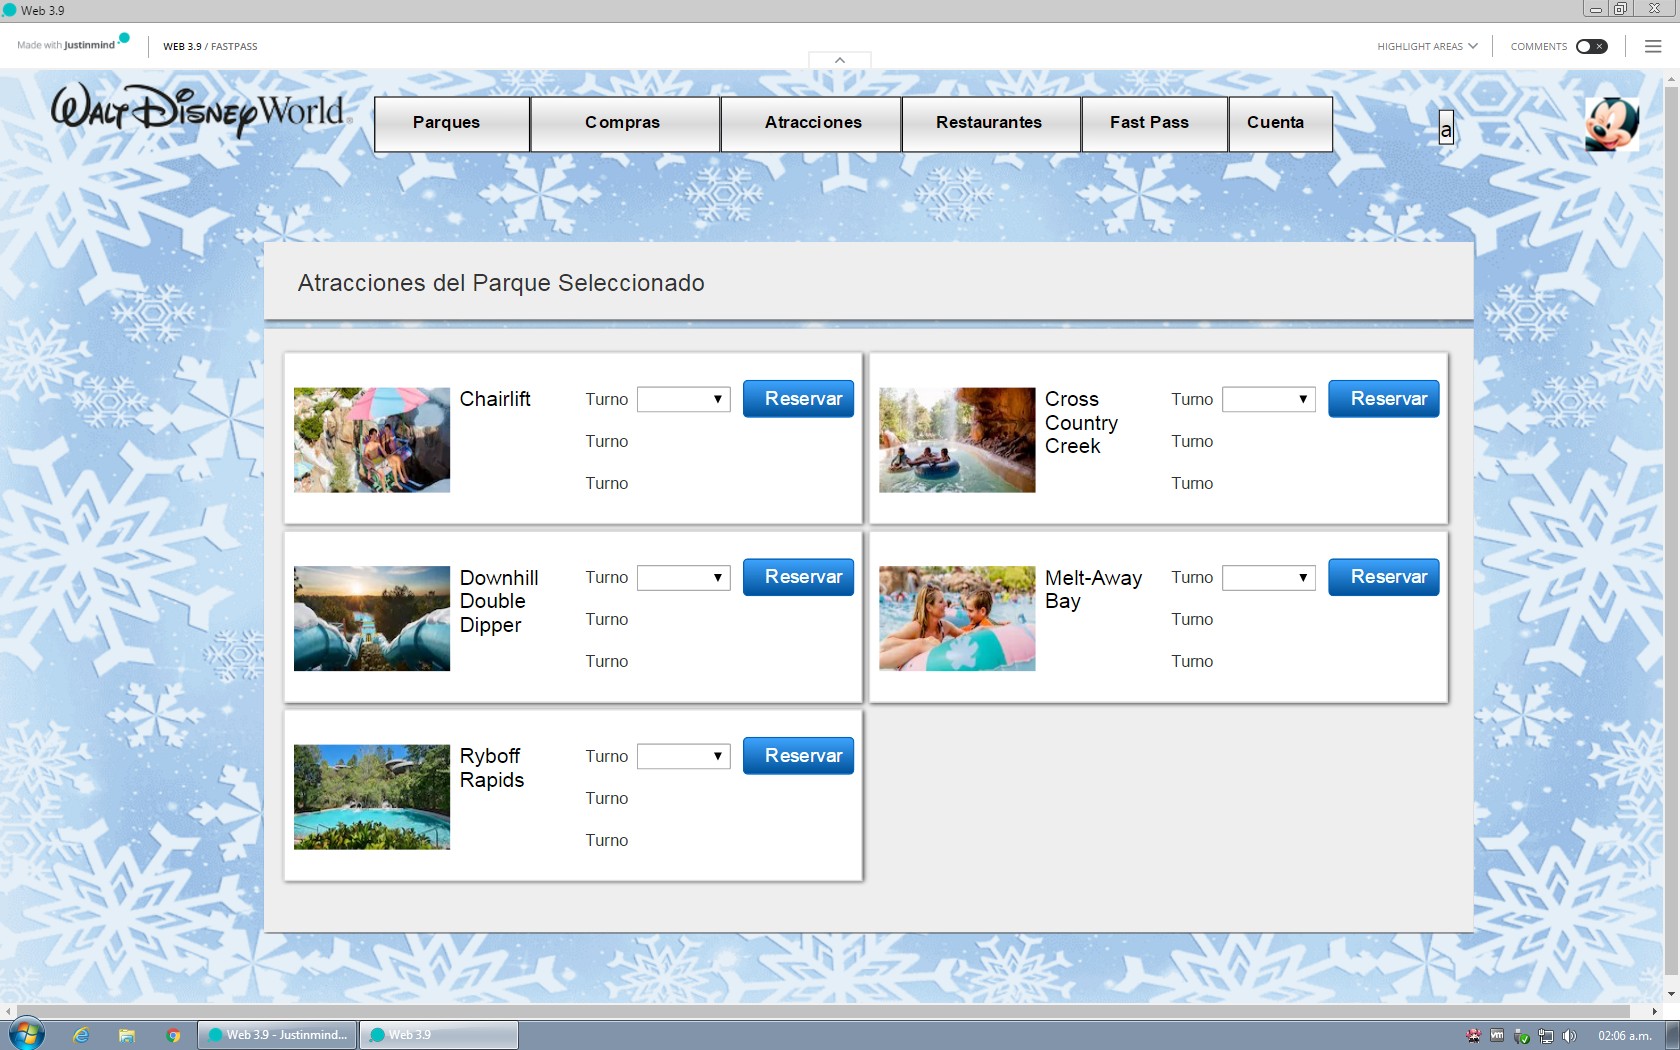 Web 3.9
Made with Justinmind
WEB 3.9 / FASTPASS
HIGHLIGHT AREAS
COMMENTS
WALT DISNEY World
Parques
Compras
Atracciones
Restaurantes
Fast Pass
Cuenta
a
Atracciones del Parque Seleccionado
Chairlift
Turno
Reservar
Turno
Turno
Cross
Country
Creek
Turno
Reservar
Turno
Turno
Downhill
Double
Dipper
Turno
Reservar
Turno
Turno
Melt-Away
Bay
Turno
Reservar
Turno
Turno
Ryboff
Rapids
Turno
Reservar
Turno
Turno
Web 3.9 - Justinmind...
Web 3.9
vm
02:06 a.m.